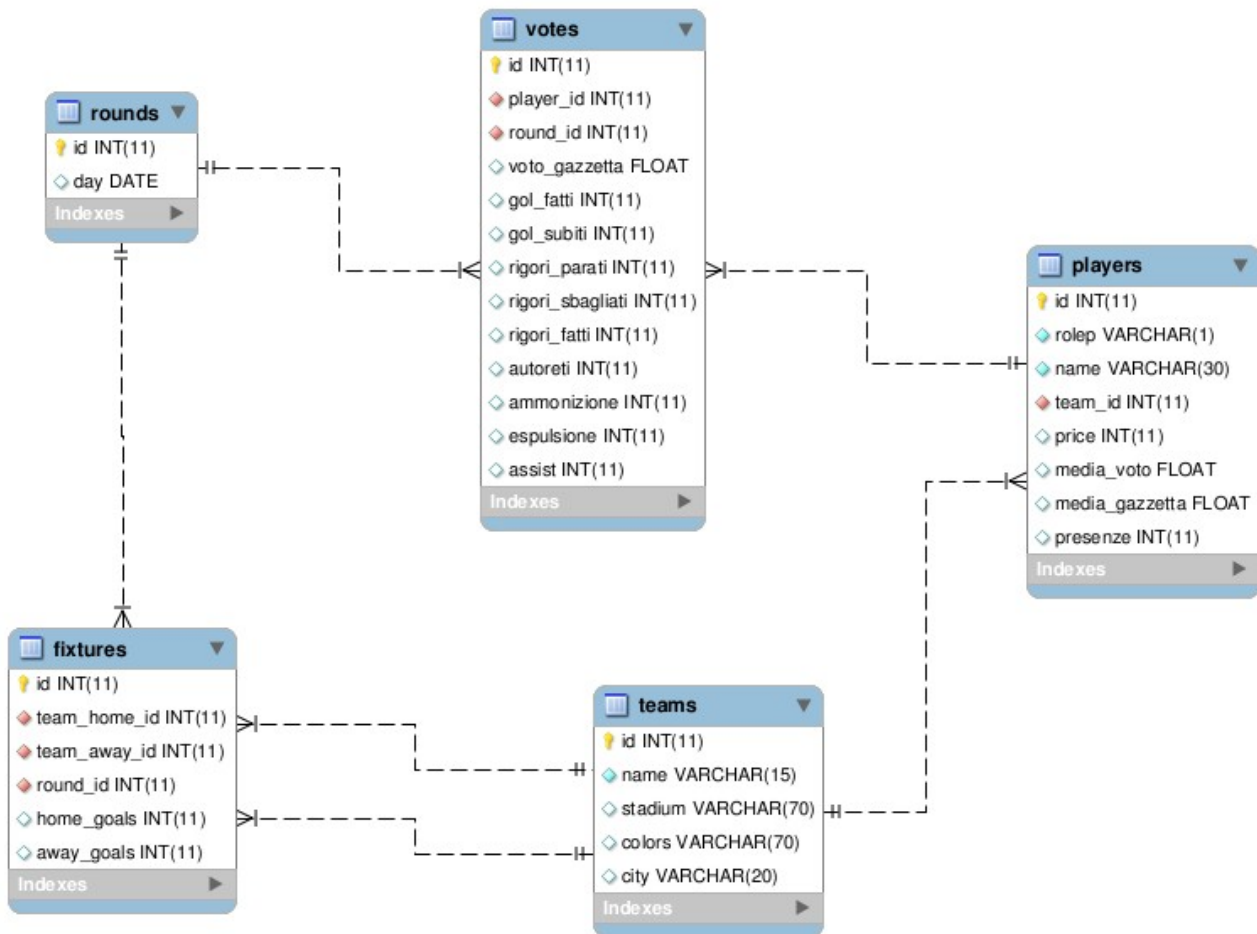 votes
id INT(11)
player_id INT(11)
round_id INT(11)
voto_gazzetta FLOAT
gol_fatti INT(11)
gol_subiti INT(11)
rigori_parati INT(11)
rigori_sbagliati INT(11)
rigori_fatti INT(11)
autoreti INT(11)
ammonizione INT(11)
espulsione INT(11)
assist INT(11)
Indexes
rounds
id INT(11)
day DATE
Indexes
players
id INT(11)
rolep VARCHAR(1)
name VARCHAR(30)
team_id INT(11)
price INT(11)
media_voto FLOAT
media_gazzetta FLOAT
presenze INT(11)
Indexes
fixtures
id INT(11)
team_home_id INT(11)
team_away_id INT(11)
round_id INT(11)
home_goals INT(11)
away_goals INT(11)
Indexes
teams
id INT(11)
name VARCHAR(15)
stadium VARCHAR(70)
colors VARCHAR(70)
city VARCHAR(20)
Indexes